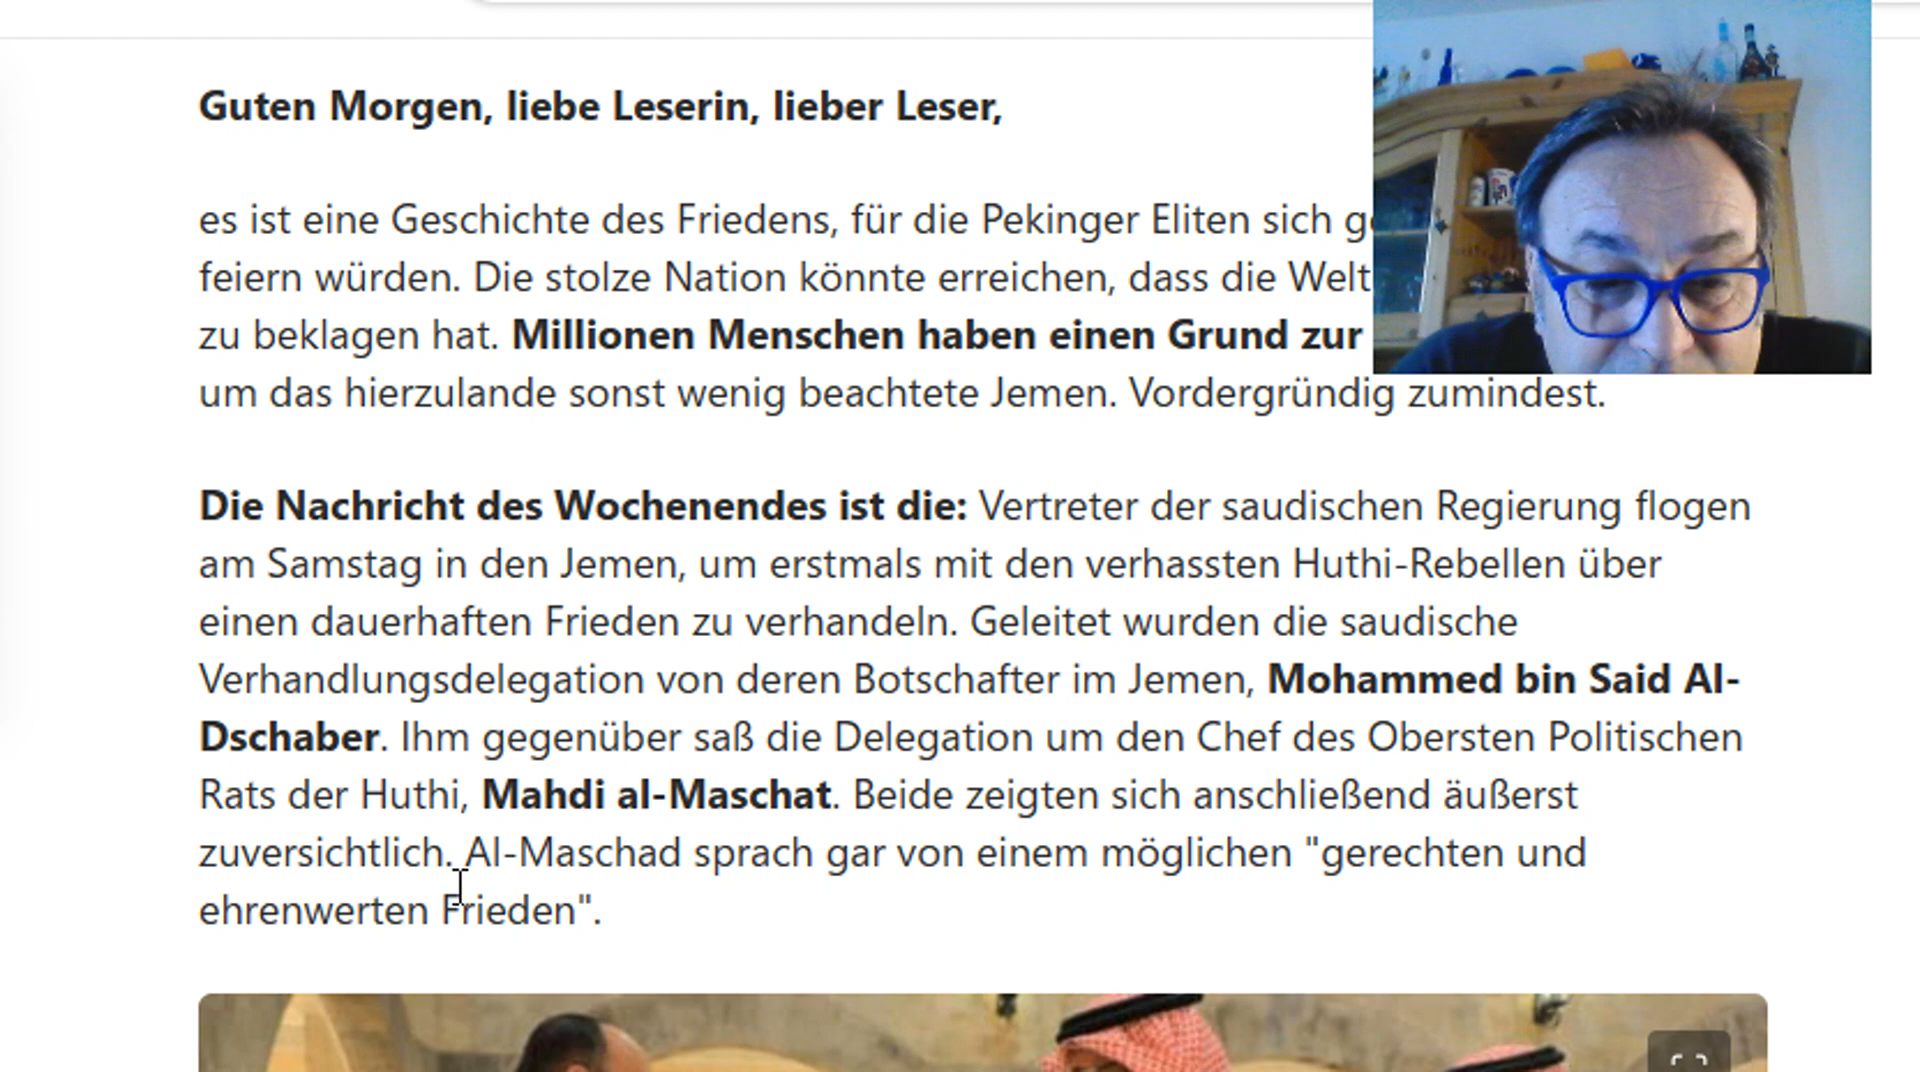 Guten Morgen, liebe Leserin, lieber Leser,
es ist eine Geschichte des Friedens, für die Pekinger Eliten sich
feiern würden. Die stolze Nation könnte erreichen, dass die Welt
zu beklagen hat. Millionen Menschen haben einen Grund zur
um das hierzulande sonst wenig beachtete Jemen. Vordergründig zumindest.
Die Nachricht des Wochenendes ist die: Vertreter der saudischen Regierung flogen
am Samstag in den Jemen, um erstmals mit den verhassten Huthi-Rebellen über
einen dauerhaften Frieden zu verhandeln. Geleitet wurden die saudische
Verhandlungsdelegation von deren Botschafter im Jemen, Mohammed bin Said Al-
Dschaber. Ihm gegenüber saß die Delegation um den Chef des Obersten Politischen
Rats der Huthi, Mahdi al-Maschat. Beide zeigten sich anschließend äußerst
zuversichtlich. Al-Maschad sprach gar von einem möglichen "gerechten und
ehrenwerten Frieden".